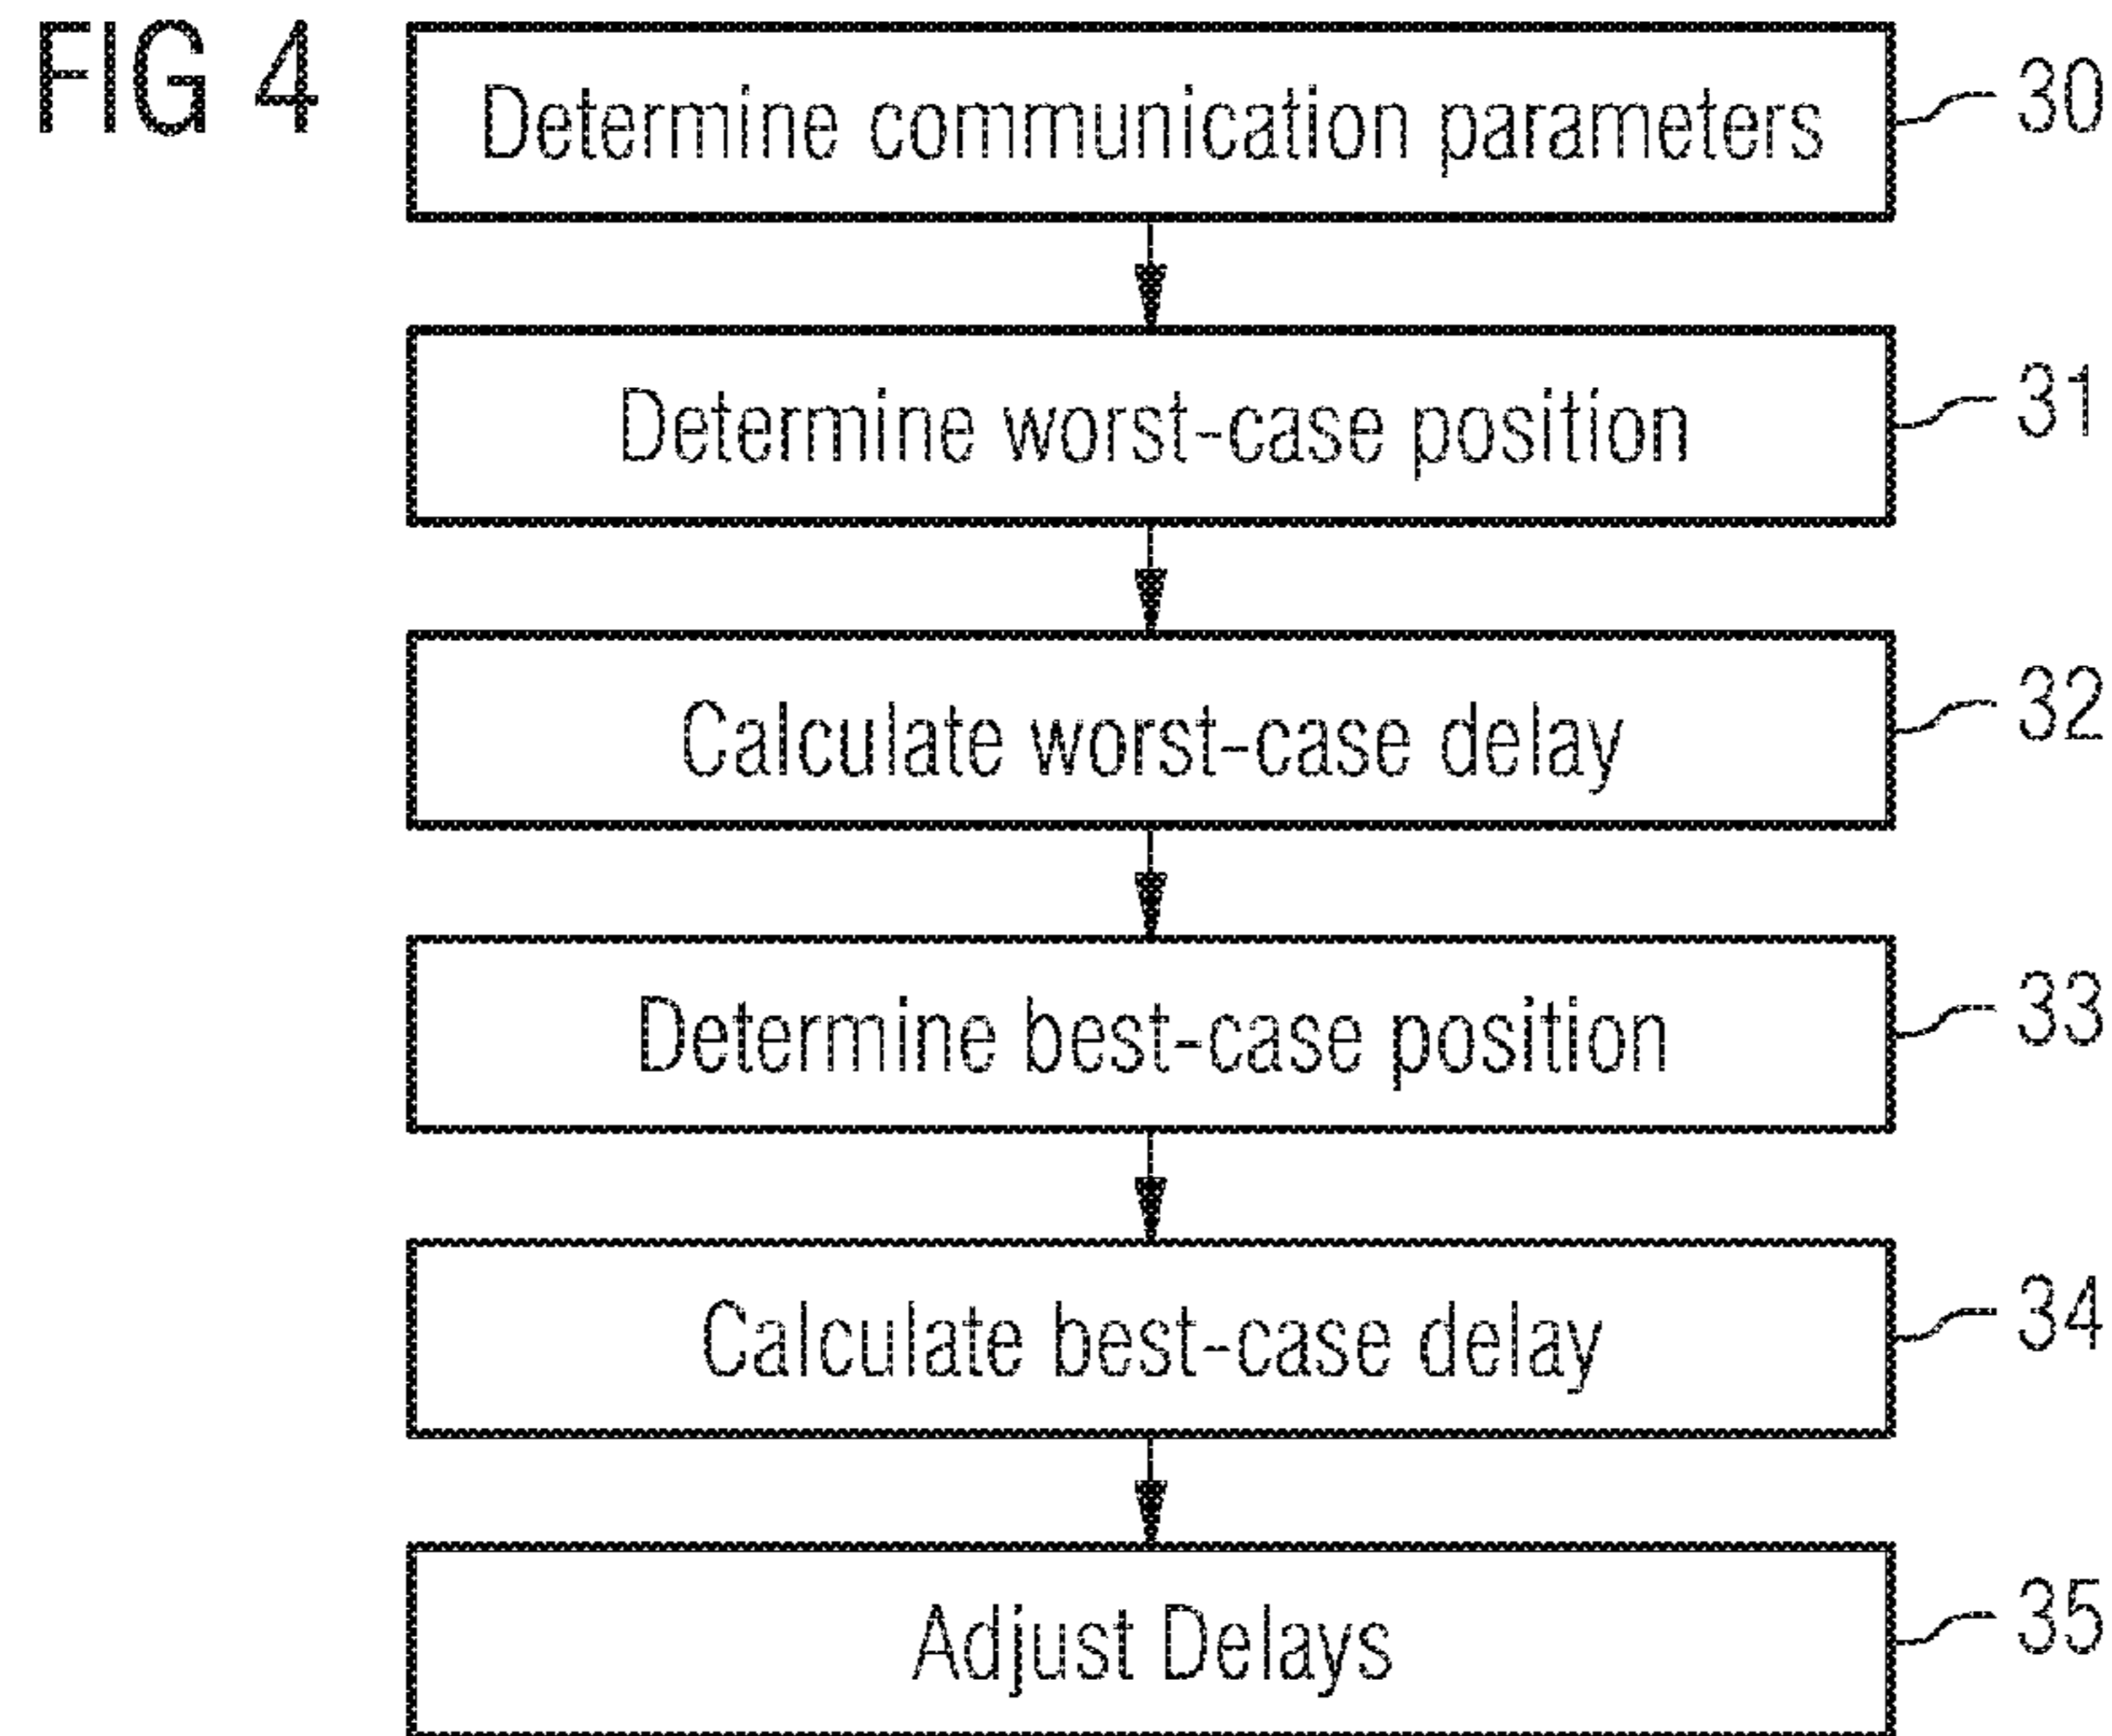 FIG 4
Determine communication parameters
30
Determine worst-case position
31
Calculate worst-case delay
32
Determine best-case position
33
Calculate best-case delay
34
Adjust Delays
35